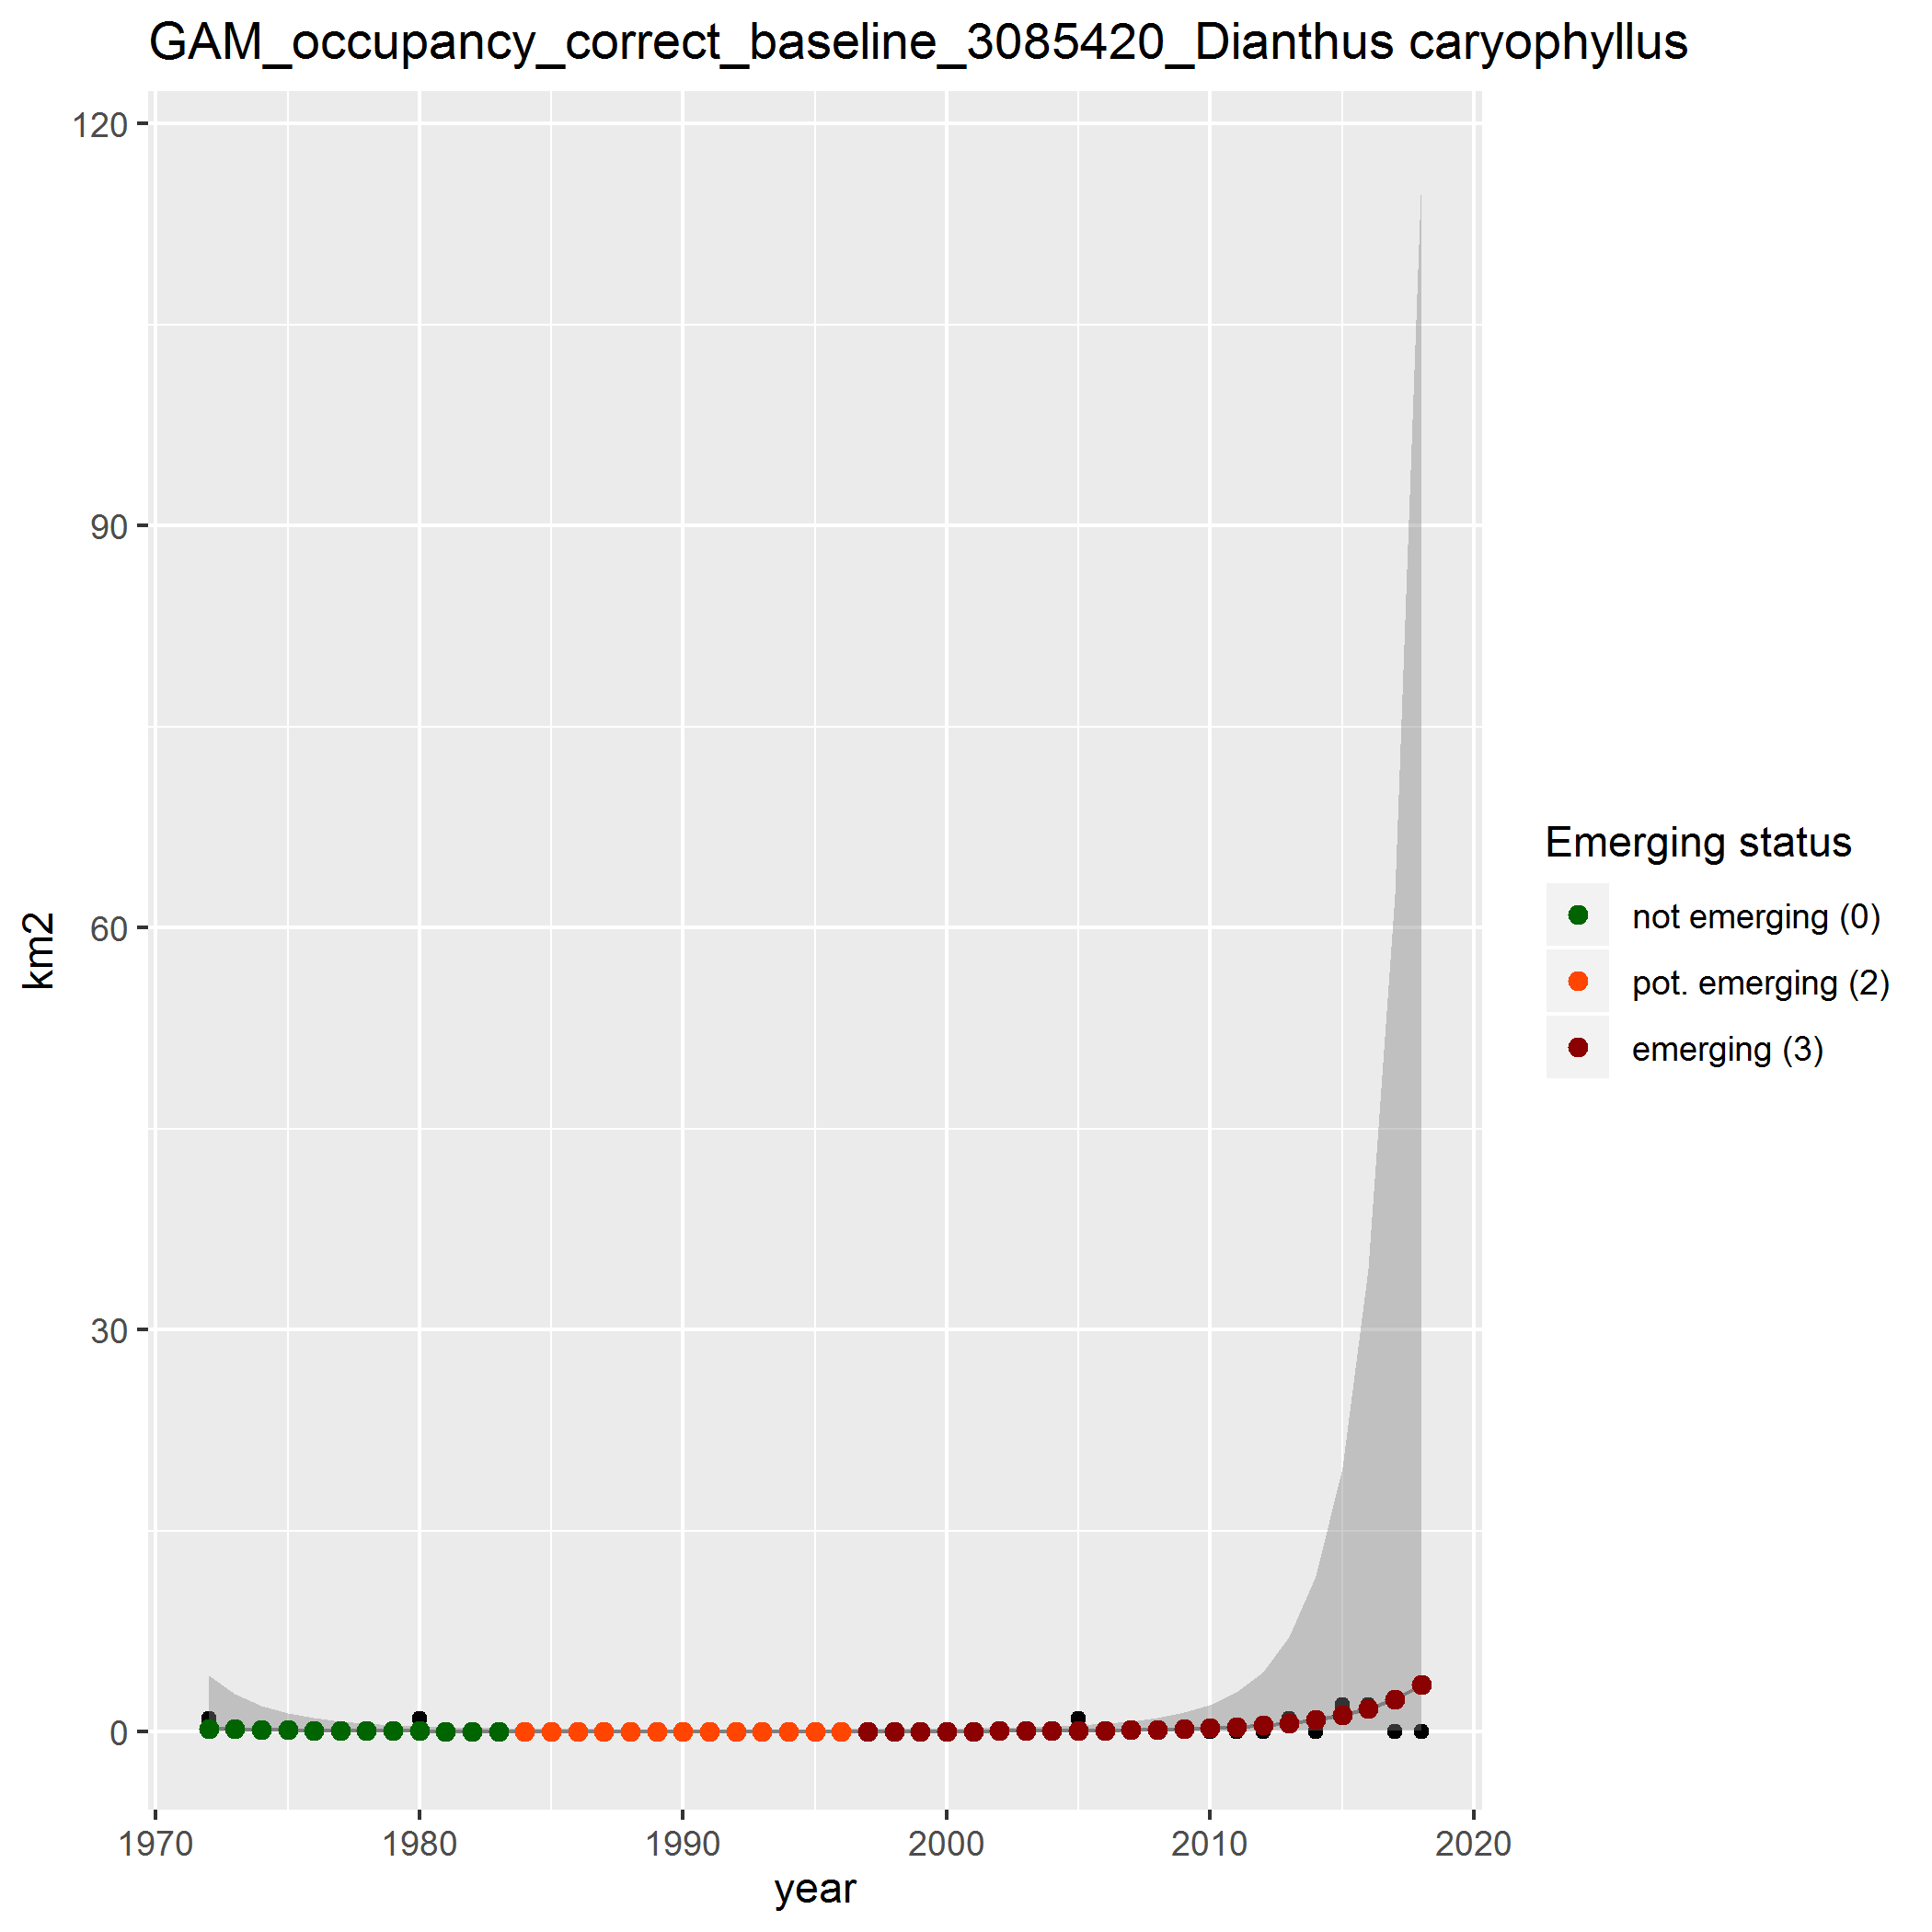 GAM_occupancy_correct_baseline_3085420_Dianthus caryophyllus
120
90
60
30
0
km2
1970 1980 1990 2000 2010 2020
year
Emerging status
not emerging (0)
pot. emerging (2)
emerging (3)